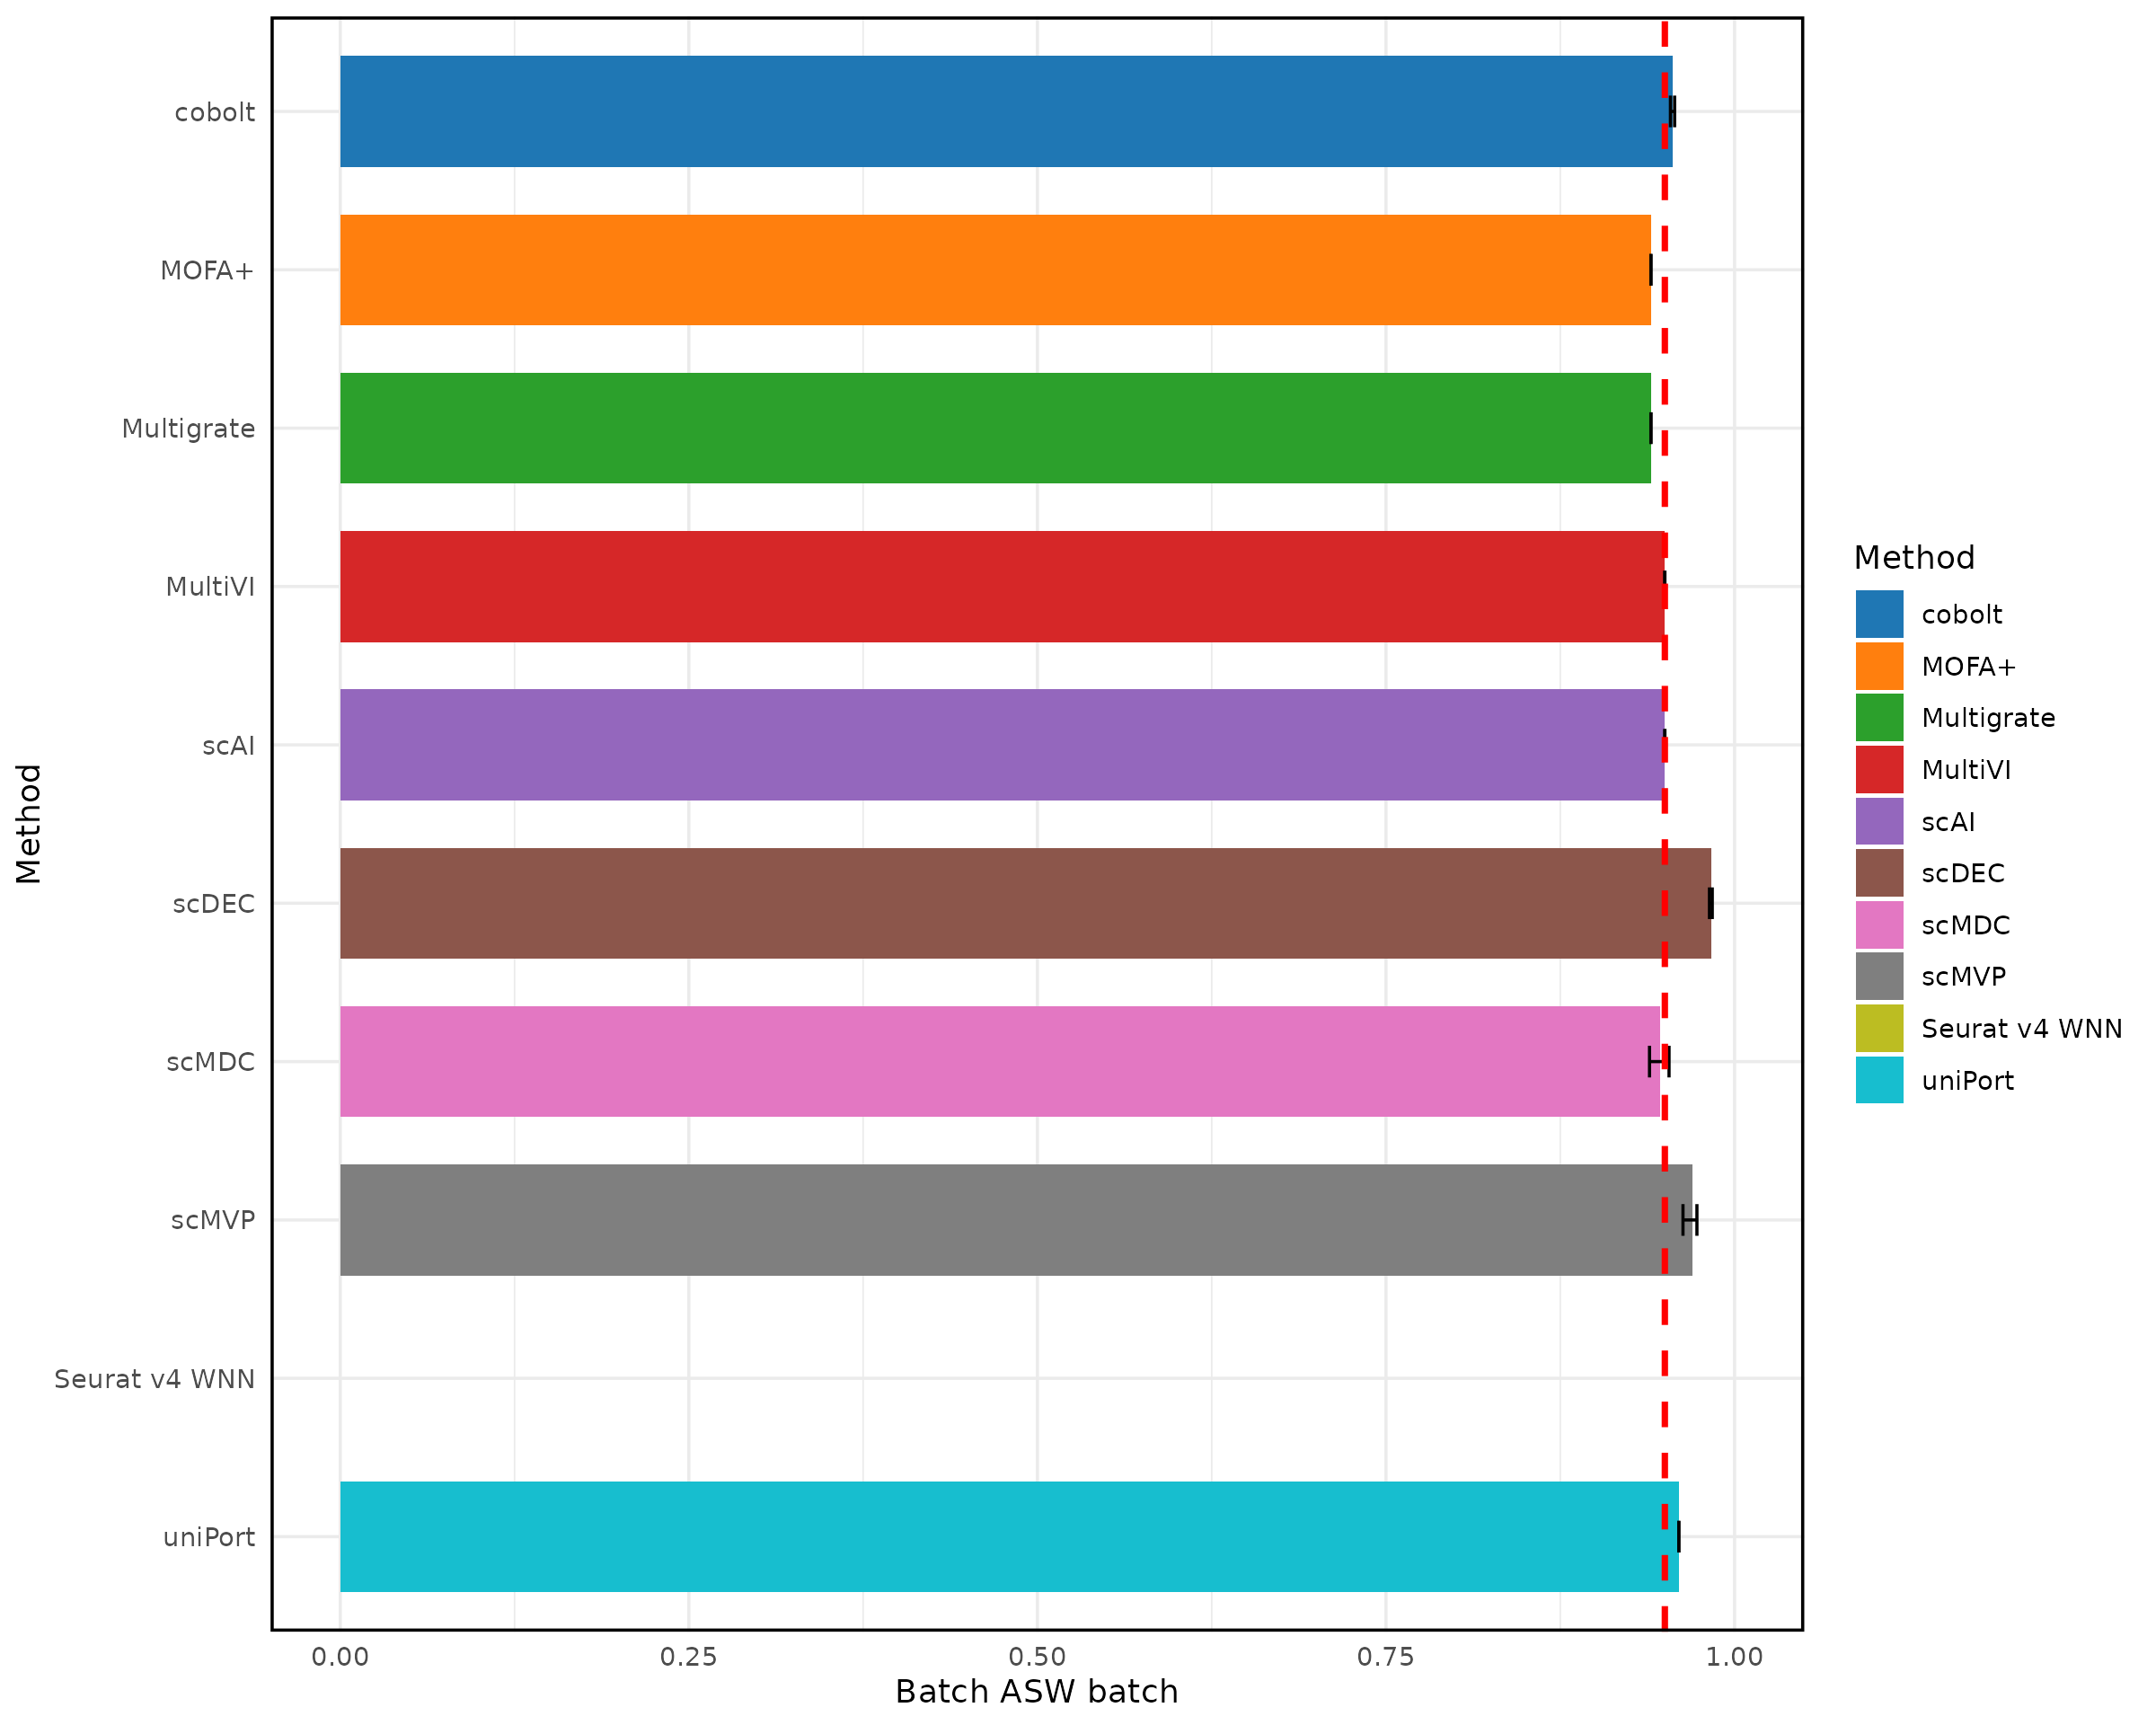 cobolt
MOFA+
Multigrate
MultiVI
scAI
scDEC
scMDC
scMVP
Seurat v4 WNN
uniPort
Method
0.00
0.25
0.50
0.75
1.00
Batch ASW batch
Method
cobolt
MOFA+
Multigrate
MultiVI
scAI
scDEC
scMDC
scMVP
Seurat v4 WNN
uniPort